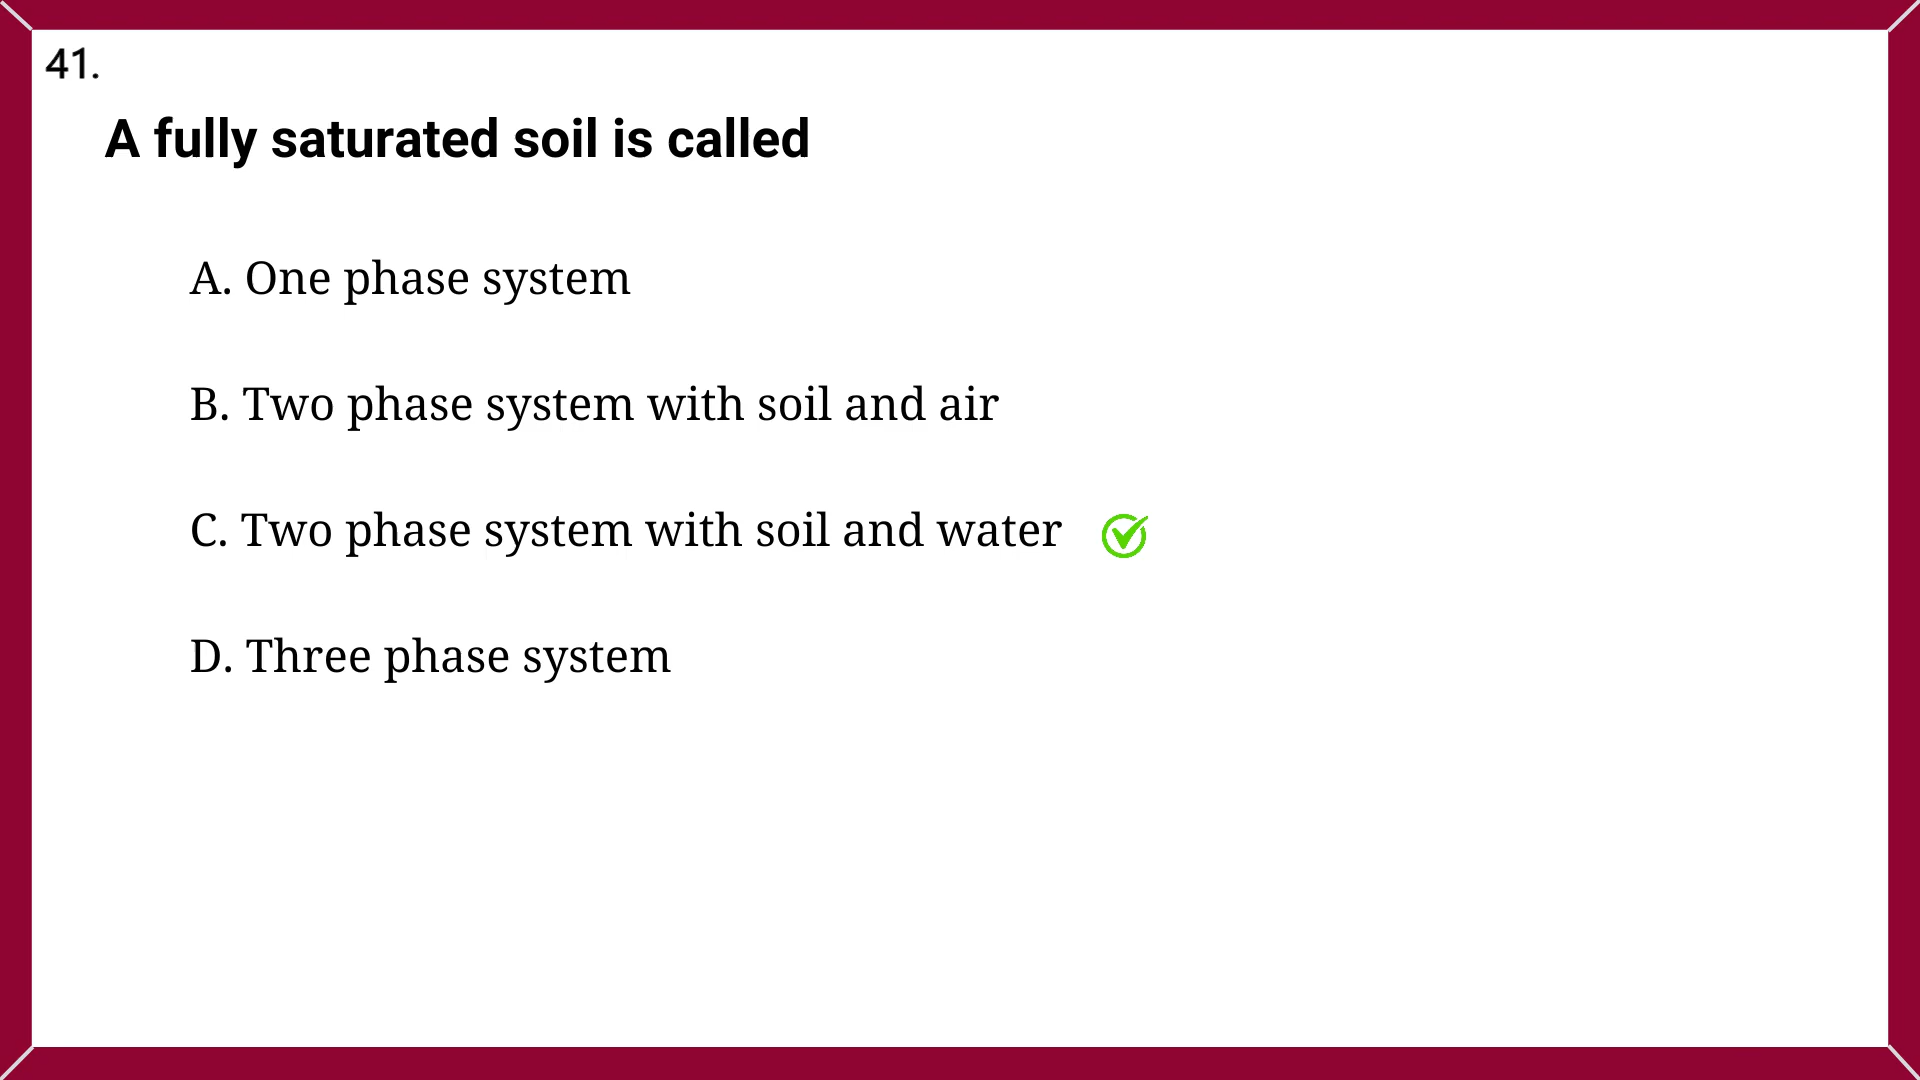 41.
A fully saturated soil is called
A. One phase system
B. Two phase system with soil and air
C. Two phase system with soil and water
D. Three phase system